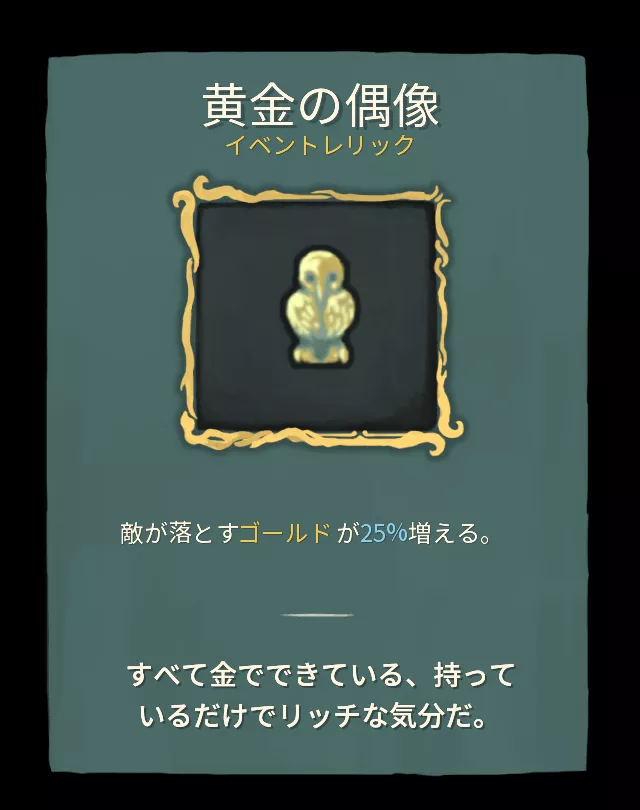 黄金の偶像
イベントレリック
敵が落とすゴールド が25%増える。
すべて金でできている、持って
いるだけでリッチな気分だ。